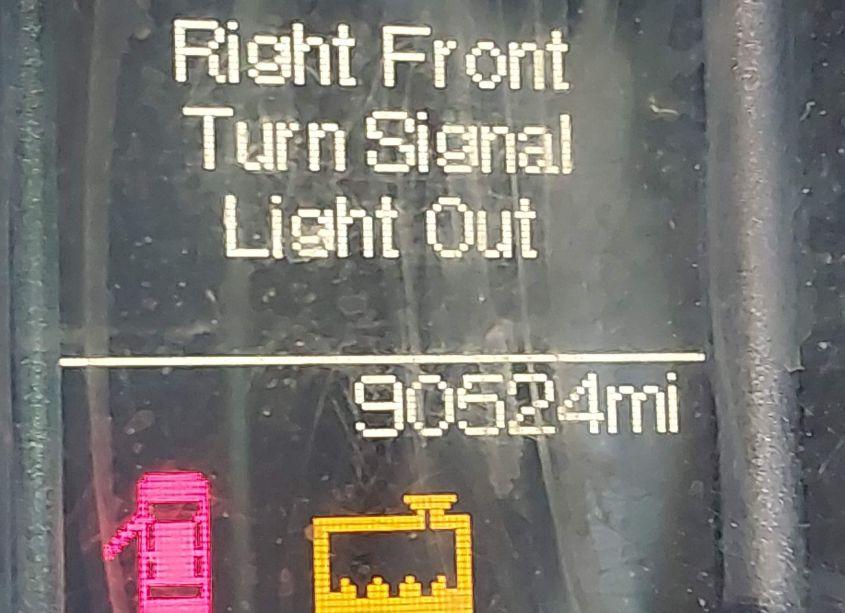 Right Front
Turn Signal
Light Out
90524mi